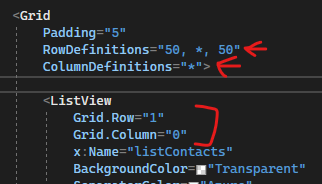 <Grid
Padding="5"
RowDefinitions="50, *, 50"
ColumnDefinitions="*">
<ListView
Grid.Row="1"
Grid.Column="0"
x:Name="listContacts"
BackgroundColor="Transparent"